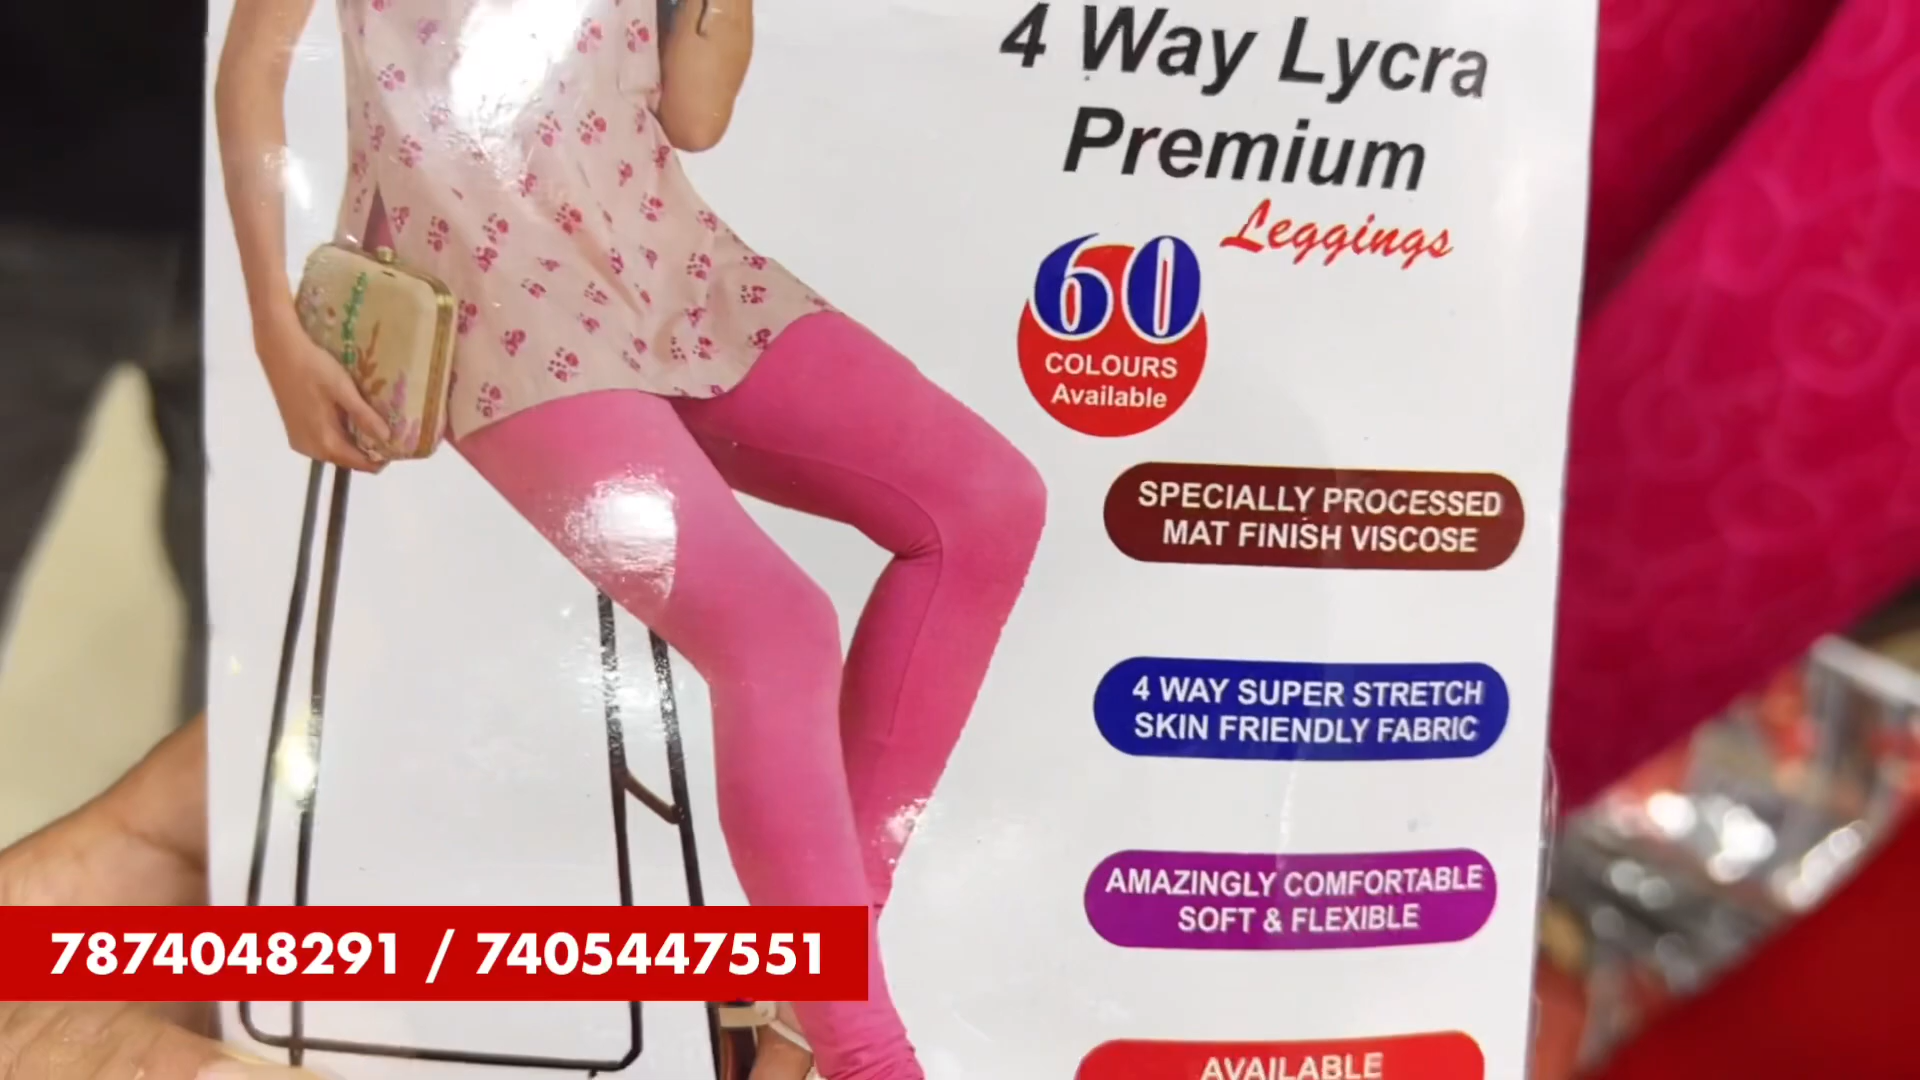 4 Way Lycra
Premium
Leggings
60
COLOURS
Available
SPECIALLY PROCESSED
MAT FINISH VISCOSE
4 WAY SUPER STRETCH
SKIN FRIENDLY FABRIC
AMAZINGLY COMFORTABLE
SOFT & FLEXIBLE
AVAILABLE
7874048291 / 7405447551